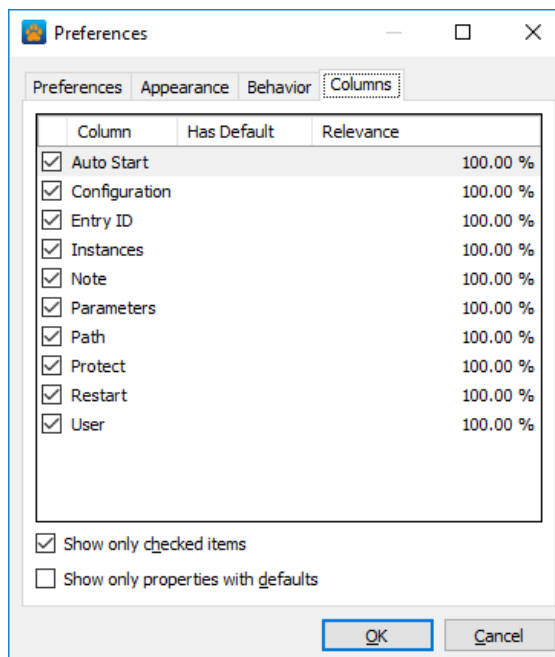 Preferences
Preferences Appearance Behavior Columns
Column Has Default Relevance
Auto Start 100.00 %
Configuration 100.00 %
Entry ID 100.00 %
Instances 100.00 %
Note 100.00 %
Parameters 100.00 %
Path 100.00 %
Protect 100.00 %
Restart 100.00 %
User 100.00 %
Show only checked items
Show only properties with defaults
OK Cancel